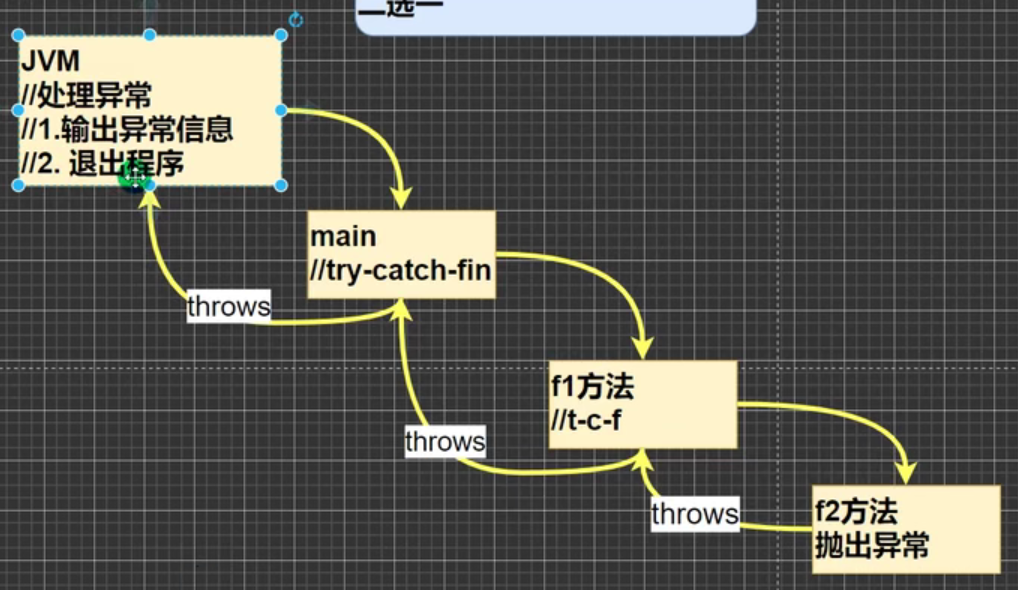 二选一
JVM
//处理异常
//1.输出异常信息
//2. 退出程序
main
//try-catch-fin
throws
f1方法
//t-c-f
throws
f2方法
抛出异常
throws